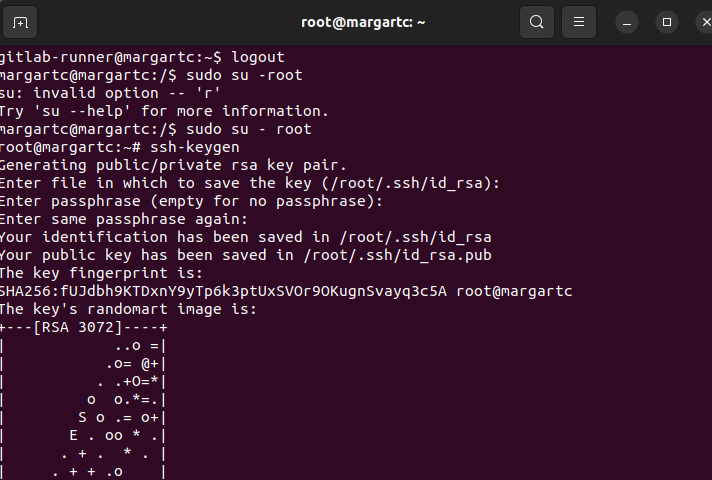 root@margartc: ~
gitlab-runner@margartc:~$ logout
margartc@margartc:/$ sudo su -root
su: invalid option -- 'r'
Try 'su --help' for more information.
margartc@margartc:/$ sudo su - root
root@margartc:~# ssh-keygen
Generating public/private rsa key pair.
Enter file in which to save the key (/root/.ssh/id_rsa):
Enter passphrase (empty for no passphrase):
Enter same passphrase again:
Your identification has been saved in /root/.ssh/id_rsa
Your public key has been saved in /root/.ssh/id_rsa.pub
The key fingerprint is:
SHA256:fUJdbh9KTDxnY9yTp6k3ptUxSVOr9OKugnSvayq3c5A root@margartc
The key's randomart image is:
+---[RSA 3072]----+
|            ..o =|
|           .o= @+|
|          . .+O=*|
|         o  o.*=.|
|        S o .= o+|
|       E . oo * .|
|      . + .  * . |
|     . + + .o    |